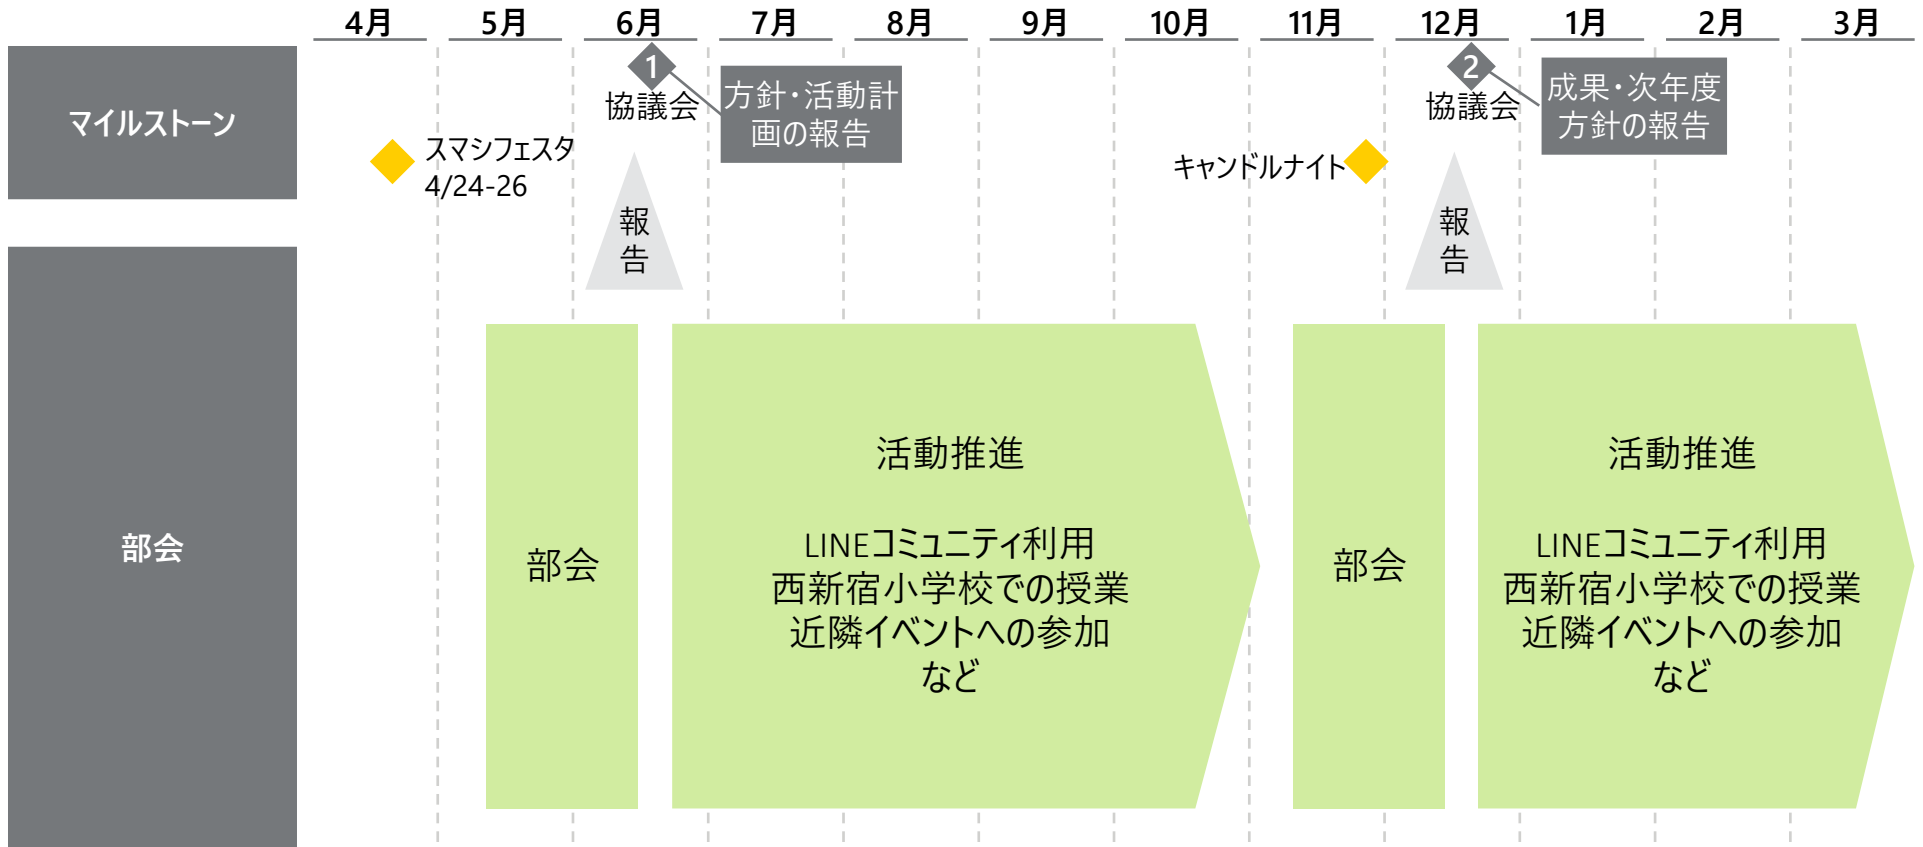 4月
5月
6月
7月
8月
9月
10月
11月
12月
1月
2月
3月
マイルストーン
1
協議会
方針・活動計
画の報告
2
協議会
成果・次年度
方針の報告
スマシフェスタ
4/24-26
キャンドルナイト
報
告
報
告
部会
部会
活動推進
LINEコミュニティ利用
西新宿小学校での授業
近隣イベントへの参加
など
部会
活動推進
LINEコミュニティ利用
西新宿小学校での授業
近隣イベントへの参加
など